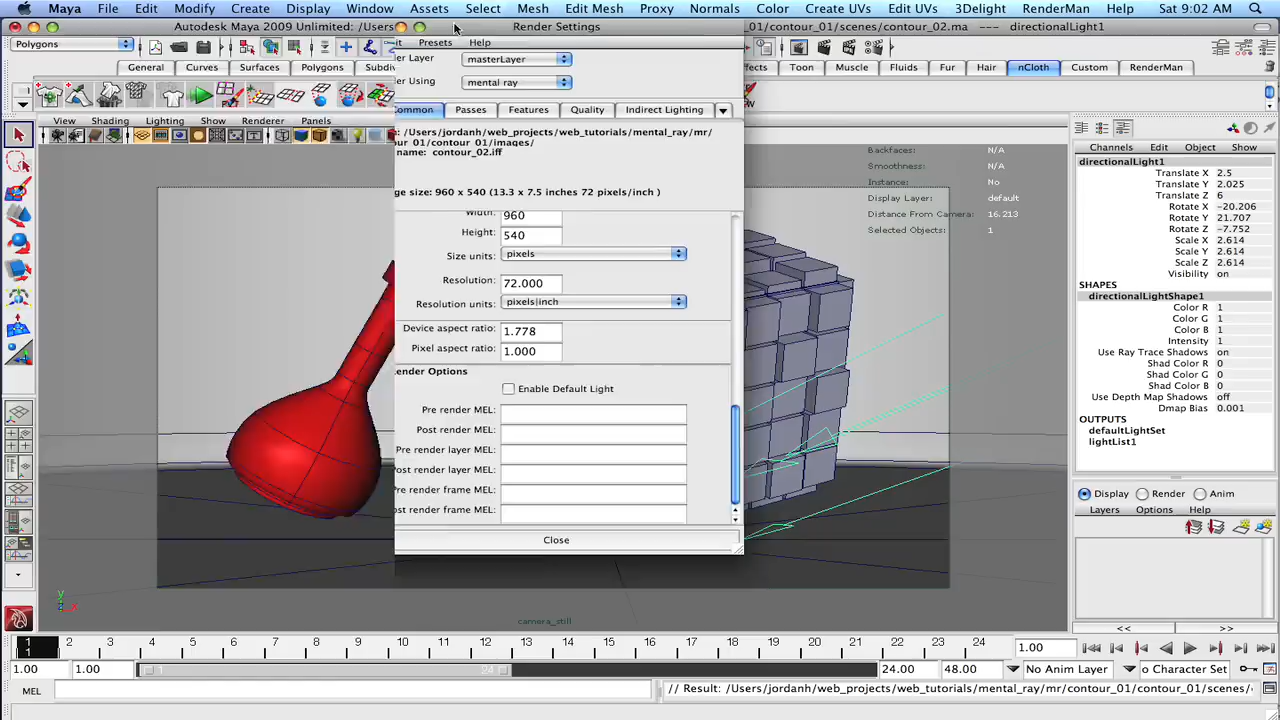 Maya File Edit Modify Create Display Window Assets Select Mesh Edit Mesh Proxy Normals Color Create UVs Edit UVs 3Delight RenderMan Help Sat 9:02 AM
Autodesk Maya 2009 Unlimited: /Users
Render Settings
/contour_01/scenes/contour_02.ma --- directionalLight1
Polygons
it Presets Help
er Layer masterLayer
er Using mental ray
General Curves Surfaces Polygons Subdiv
ffects Toon Muscle Fluids Fur Hair nCloth Custom RenderMan
Common Passes Features Quality Indirect Lighting
View Shading Lighting Show Renderer Panels
: /Users/jordanh/web_projects/web_tutorials/mental_ray/mr/
our_01/contour_01/images/
name: contour_02.iff
ge size: 960 x 540 (13.3 x 7.5 inches 72 pixels/inch )
Width: 960
Height: 540
Size units: pixels
Resolution: 72.000
Resolution units: pixels|inch
Device aspect ratio: 1.778
Pixel aspect ratio: 1.000
ender Options
Enable Default Light
Pre render MEL:
Post render MEL:
Pre render layer MEL:
Post render layer MEL:
Pre render frame MEL:
ost render frame MEL:
Close
Backfaces: N/A
Smoothness: N/A
Instance: No
Display Layer: default
Distance From Camera: 16.213
Selected Objects: 1
Channels Edit Object Show
directionalLight1
Translate X 2.5
Translate Y 2.025
Translate Z 6
Rotate X -20.206
Rotate Y 21.707
Rotate Z -7.752
Scale X 2.614
Scale Y 2.614
Scale Z 2.614
Visibility on
SHAPES
directionalLightShape1
Color R 1
Color G 1
Color B 1
Intensity 1
Use Ray Trace Shadows on
Shad Color R 0
Shad Color G 0
Shad Color B 0
Use Depth Map Shadows off
Dmap Bias 0.001
OUTPUTS
defaultLightSet
lightList1
Display Render Anim
Layers Options Help
<< >>
y
z x
camera_still
1 2 3 4 5 6 7 8 9 10 11 12 13 14 15 16 17 18 19 20 21 22 23 24
1
1.00
1.00 1.00 24 24.00 48.00 No Anim Layer o Character Set
MEL // Result: /Users/jordanh/web_projects/web_tutorials/mental_ray/mr/contour_01/contour_01/scenes/